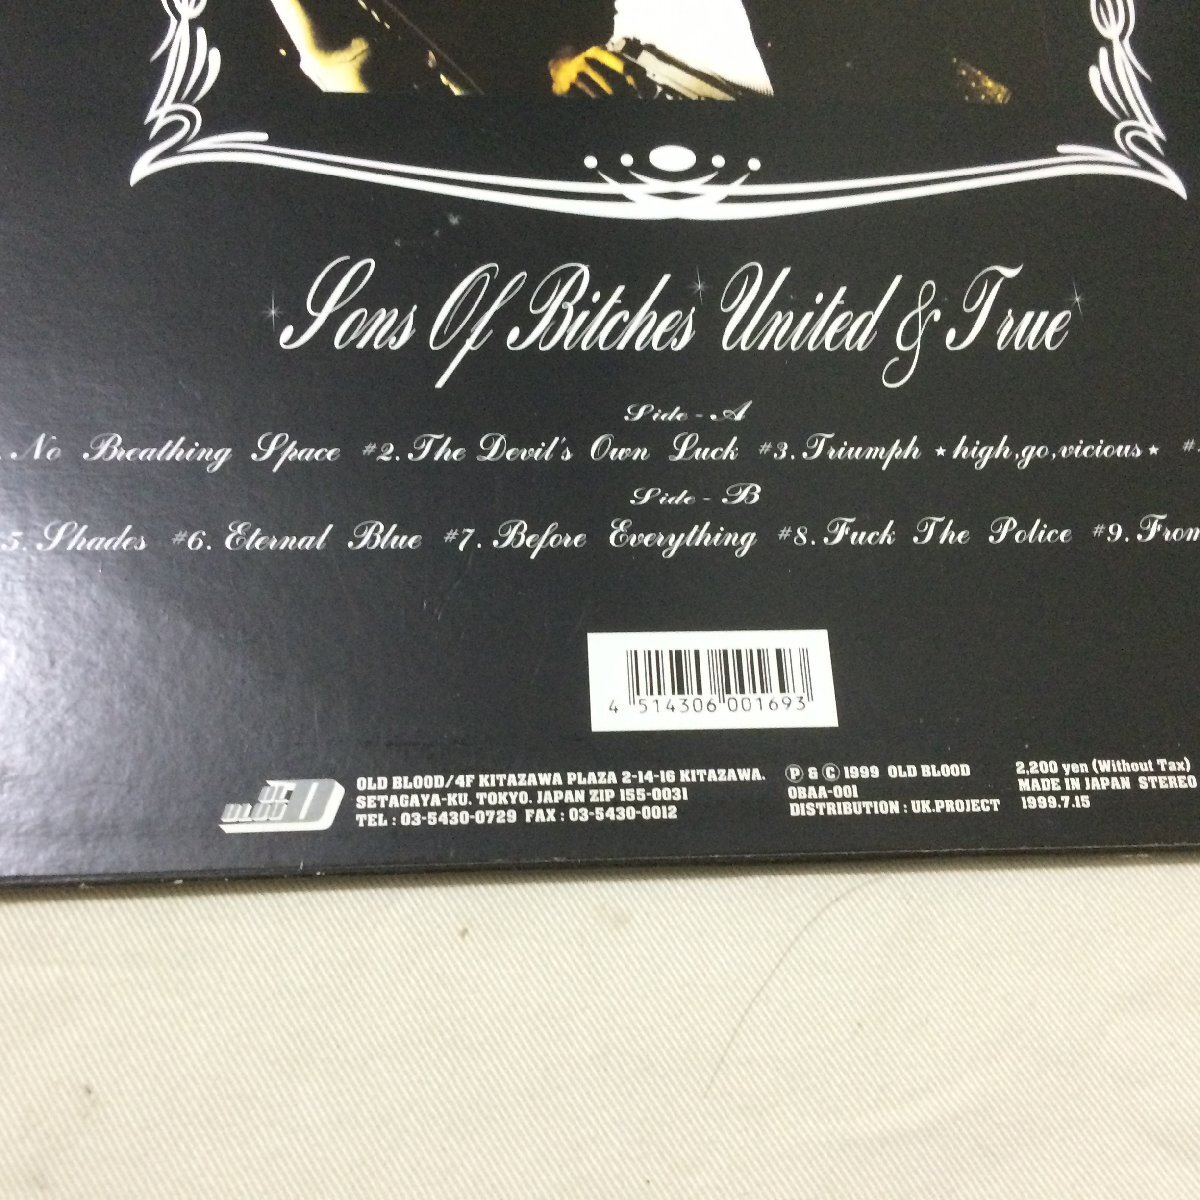 Sons Of Bitches United & True
Side - A
. No Breathing Space #2. The Devil's Own Luck #3. Triumph ★high,go,vicious★ #
Side - B
5. Shades #6. Eternal Blue #7. Before Everything #8. Fuck The Police #9. From
4 514306 001693
OLD BLOOD
OLD BLOOD/4F KITAZAWA PLAZA 2-14-16 KITAZAWA.
SETAGAYA-KU. TOKYO. JAPAN ZIP 155-0031
TEL : 03-5430-0729 FAX : 03-5430-0012
Ⓟ & Ⓒ 1999 OLD BLOOD
OBAA-001
DISTRIBUTION : UK.PROJECT
2,200 yen (Without Tax)
MADE IN JAPAN STEREO
1999.7.15